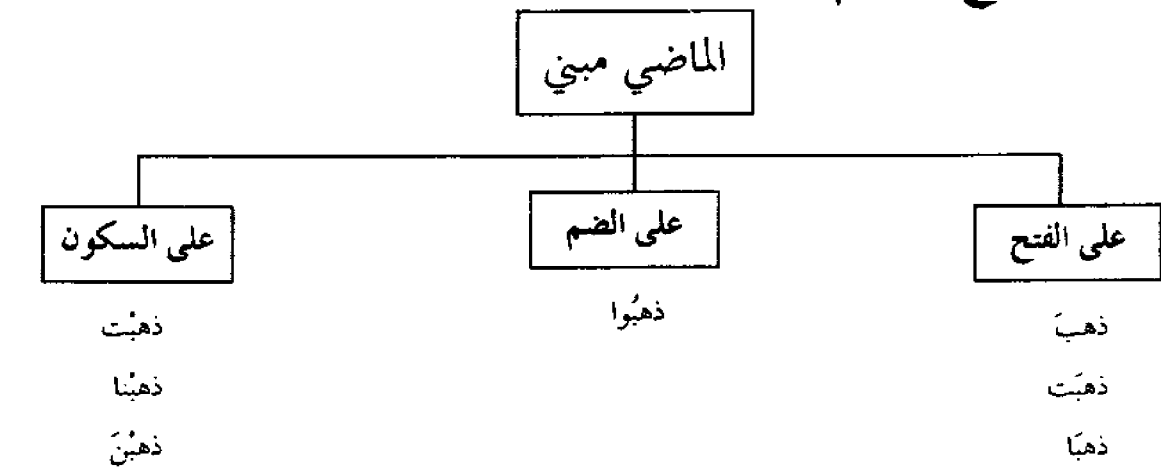 الماضي مبني
على الفتح
على الضم
على السكون
ذهبَ
ذهبَت
ذهبَا
ذهبُوا
ذهبْت
ذهبْنا
ذهبْنَ